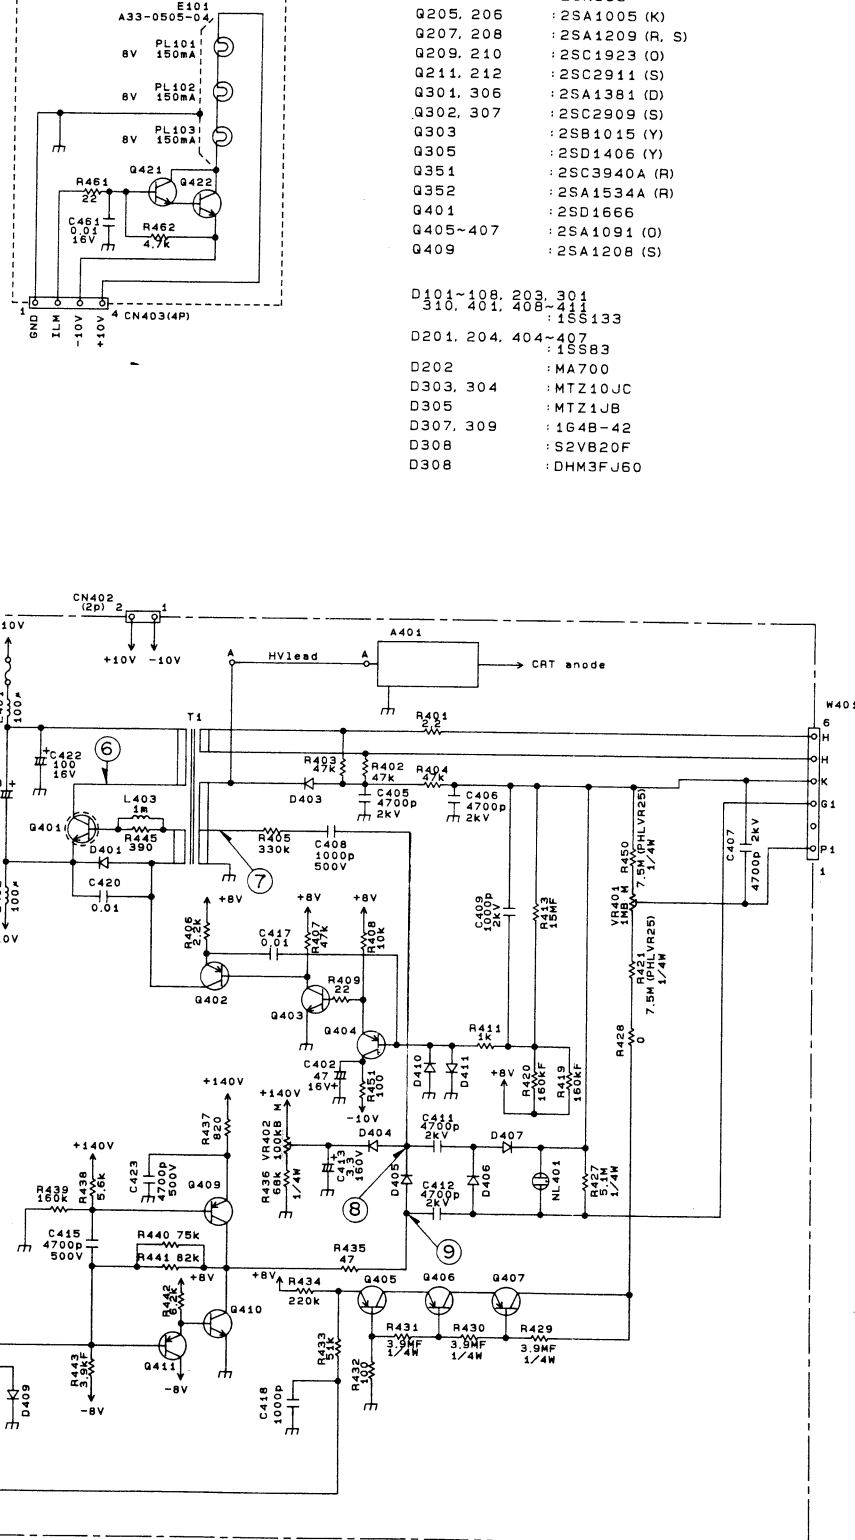 E101
A33-0505-04
PL101
8V 150mA
PL102
8V 150mA
PL103
8V 150mA
Q421
Q422
R461
22
C461
0.01
16V
R462
4.7k
1
4 CN403(4P)
GND
ILM
-10V
+10V
Q205, 206 :2SA1005 (K)
Q207, 208 :2SA1209 (R, S)
Q209, 210 :2SC1923 (O)
Q211, 212 :2SC2911 (S)
Q301, 306 :2SA1381 (D)
Q302, 307 :2SC2909 (S)
Q303 :2SB1015 (Y)
Q305 :2SD1406 (Y)
Q351 :2SC3940A (R)
Q352 :2SA1534A (R)
Q401 :2SD1666
Q405~407 :2SA1091 (O)
Q409 :2SA1208 (S)
D101~108, 203, 301
310, 401, 408~411
:1SS133
D201, 204, 404~407
:1SS83
D202 :MA700
D303, 304 :MTZ10JC
D305 :MTZ1JB
D307, 309 :1G4B-42
D308 :S2VB20F
D308 :DHM3FJ60
CN402
(2p) 2 1
10V
+10V -10V
A HVlead A
A401
CRT anode
W401
6
H
H
K
G1
P1
1
100μ
T1
C422
100
16V
6
L403
1m
Q401
R445
390
D401
C420
0.01
100μ
R401
2.2
R403
47k
R402
47k
R404
47k
D403
C405
4700p
2kV
C406
4700p
2kV
R405
330k
C408
1000p
500V
7
C409
1000p
2kV
R413
15MF
R450
7.5M (PHLVR25)
1/4W
VR401
1MB M
R421
7.5M (PHLVR25)
1/4W
R428
0
C407
4700p 2kV
+8V
R426
2.2k
C417
0.01
+8V
R407
47k
+8V
R408
10k
Q402
R409
22
Q403
Q404
C402
47
16V
R451
100
-10V
R411
1k
D410
D411
+8V
R420
160kF
R419
160kF
+140V
R437
820
+140V
VR402
100kB M
R436
68k
1/4W
C413
3.3
160V
D404
D405
8
C411
4700p
2kV
C412
4700p
2kV
D407
D406
NL401
R427
5.1M
1/4W
9
+140V
R438
5.6k
C423
4700p
500V
Q409
R439
160k
C415
4700p
500V
R440 75k
R441 82k
R435
47
+8V
R442
6.2k
Q410
Q411
-8V
R443
3.9kF
-8V
D409
+8V
R434
220k
Q405
Q406
Q407
R433
51k
R432
100
R431
3.9MF
1/4W
R430
3.9MF
1/4W
R429
3.9MF
1/4W
C418
1000p